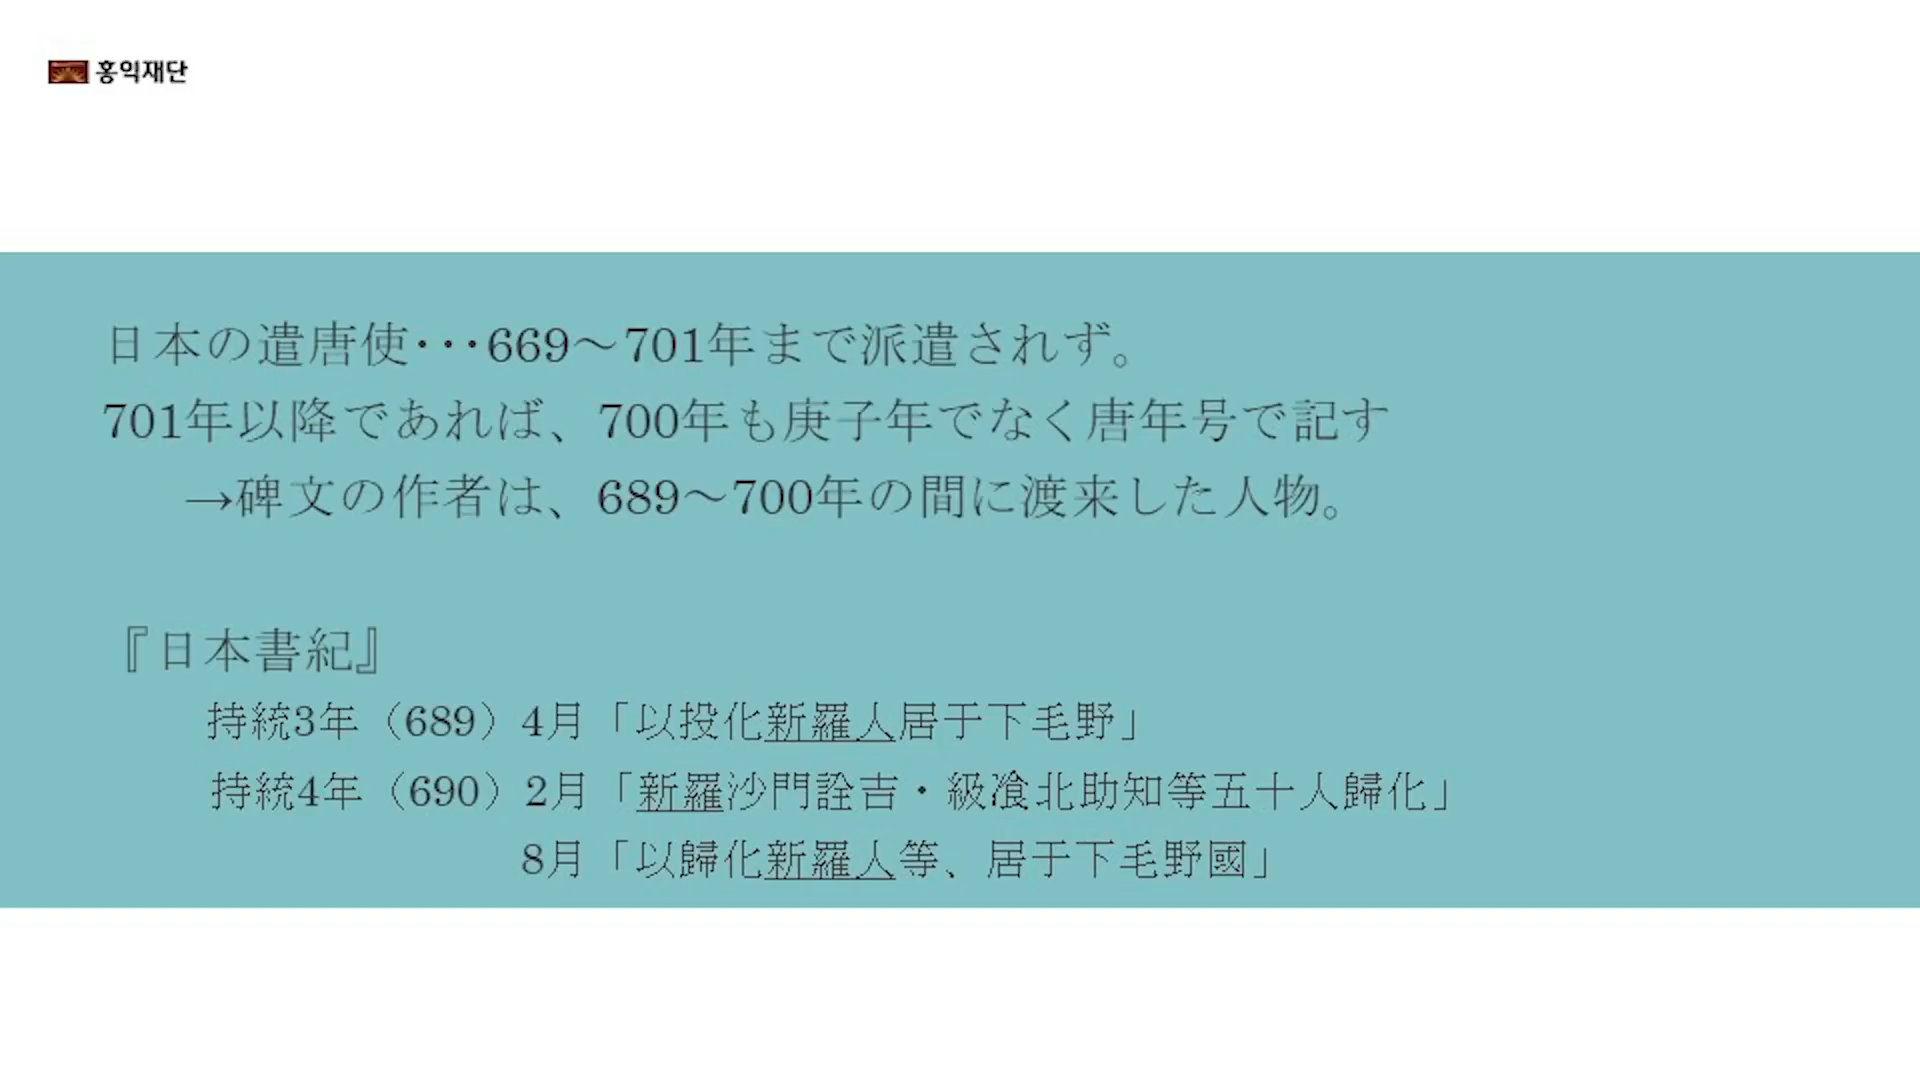 홍익재단
日本の遣唐使･･･669～701年まで派遣されず。
701年以降であれば、700年も庚子年でなく唐年号で記す
→碑文の作者は、689～700年の間に渡来した人物。
『日本書紀』
持統3年（689）4月「以投化新羅人居于下毛野」
持統4年（690）2月「新羅沙門詮吉・級飡北助知等五十人歸化」
8月「以歸化新羅人等、居于下毛野國」